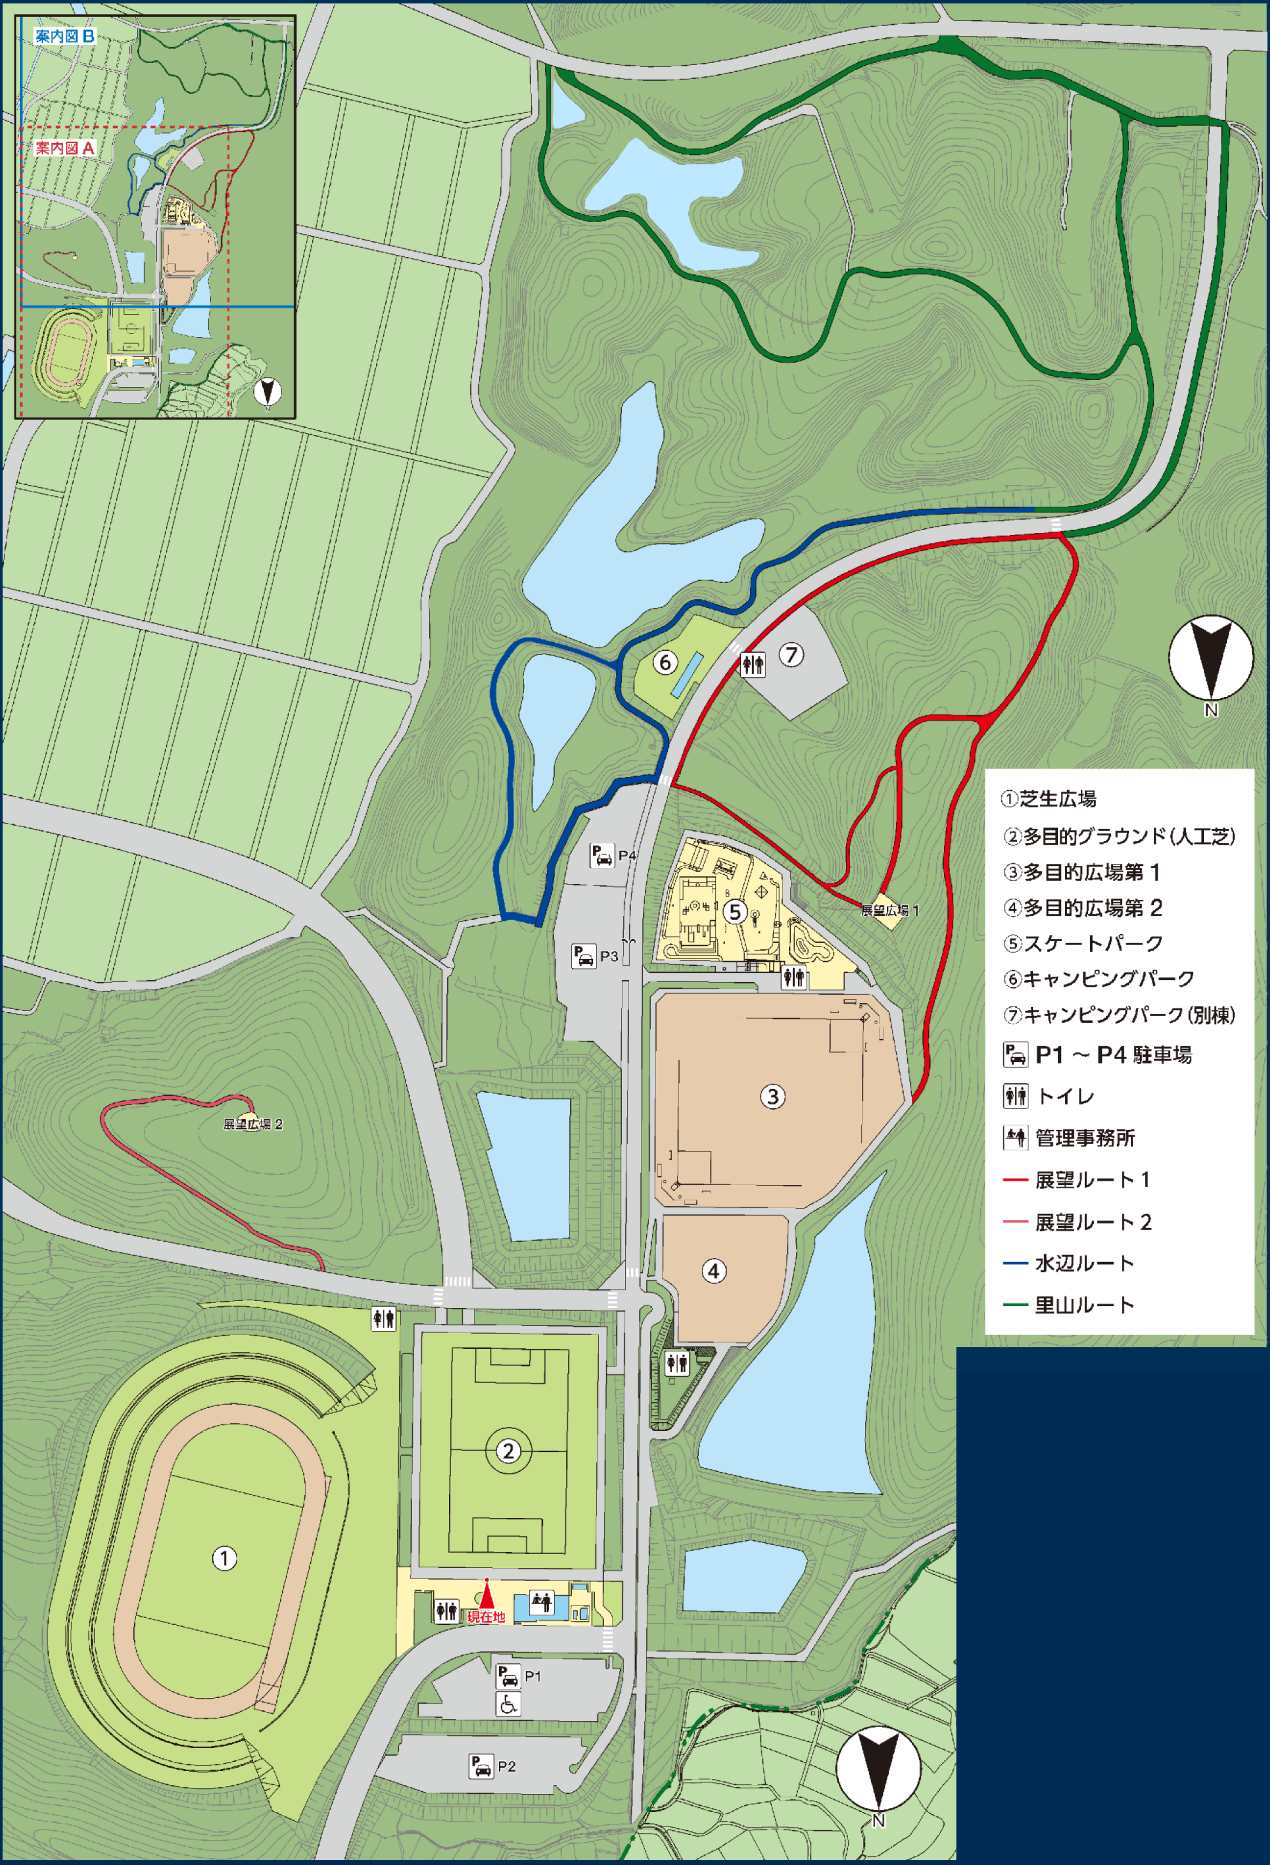 案内図 B
案内図 A
N
⑥
⑦
N
P4
⑤
展望広場 1
P3
③
展望広場 2
④
②
①
現在地
P1
P2
N
①芝生広場
②多目的グラウンド(人工芝)
③多目的広場第 1
④多目的広場第 2
⑤スケートパーク
⑥キャンピングパーク
⑦キャンピングパーク(別棟)
P P1 ～ P4 駐車場
トイレ
管理事務所
展望ルート 1
展望ルート 2
水辺ルート
里山ルート